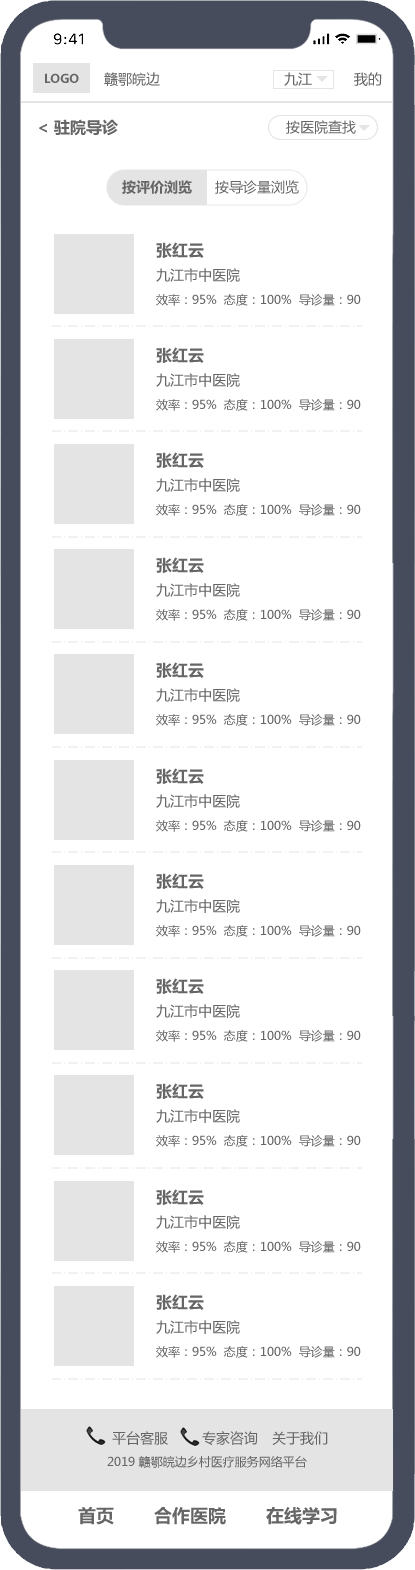 9:41
LOGO 赣鄂皖边 九江 我的
< 驻院导诊 按医院查找
按评价浏览 按导诊量浏览
张红云
九江市中医院
效率：95% 态度：100% 导诊量：90
张红云
九江市中医院
效率：95% 态度：100% 导诊量：90
张红云
九江市中医院
效率：95% 态度：100% 导诊量：90
张红云
九江市中医院
效率：95% 态度：100% 导诊量：90
张红云
九江市中医院
效率：95% 态度：100% 导诊量：90
张红云
九江市中医院
效率：95% 态度：100% 导诊量：90
张红云
九江市中医院
效率：95% 态度：100% 导诊量：90
张红云
九江市中医院
效率：95% 态度：100% 导诊量：90
张红云
九江市中医院
效率：95% 态度：100% 导诊量：90
张红云
九江市中医院
效率：95% 态度：100% 导诊量：90
张红云
九江市中医院
效率：95% 态度：100% 导诊量：90
平台客服 专家咨询 关于我们
2019 赣鄂皖边乡村医疗服务网络平台
首页 合作医院 在线学习